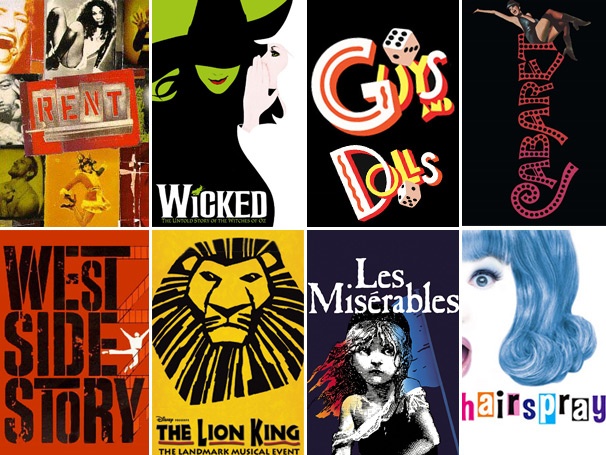 RENT
WICKED
THE UNTOLD STORY OF THE WITCHES OF OZ
GUYS
AND
DOLLS
CABARET
WEST
SIDE
STORY
DISNEY PRESENTS
THE LION KING
THE LANDMARK MUSICAL EVENT
Les
Misérables
hairspray